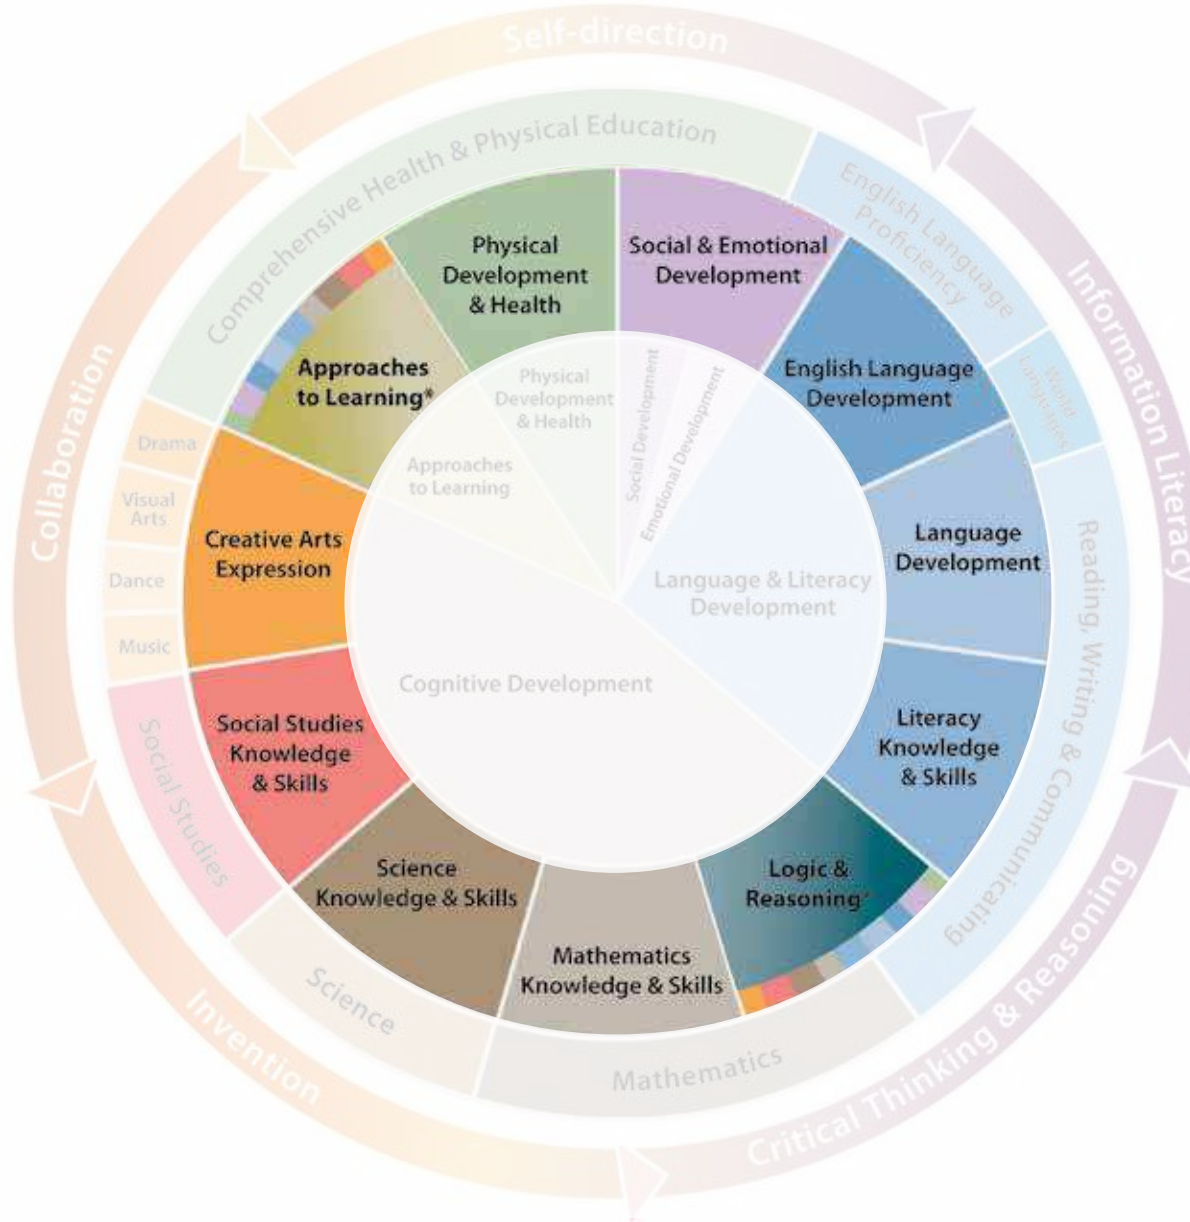 Self-direction
Information Literacy
Critical Thinking & Reasoning
Invention
Collaboration
Comprehensive Health & Physical Education
English Language
Proficiency
World
Languages
Reading, Writing & Communicating
Mathematics
Science
Social Studies
Music
Dance
Visual
Arts
Drama
Physical
Development
& Health
Social & Emotional
Development
English Language
Development
Language
Development
Literacy
Knowledge
& Skills
Logic &
Reasoning*
Mathematics
Knowledge & Skills
Science
Knowledge & Skills
Social Studies
Knowledge
& Skills
Creative Arts
Expression
Approaches
to Learning*
Physical
Development
& Health
Social Development
Emotional Development
Language & Literacy
Development
Cognitive Development
Approaches
to Learning